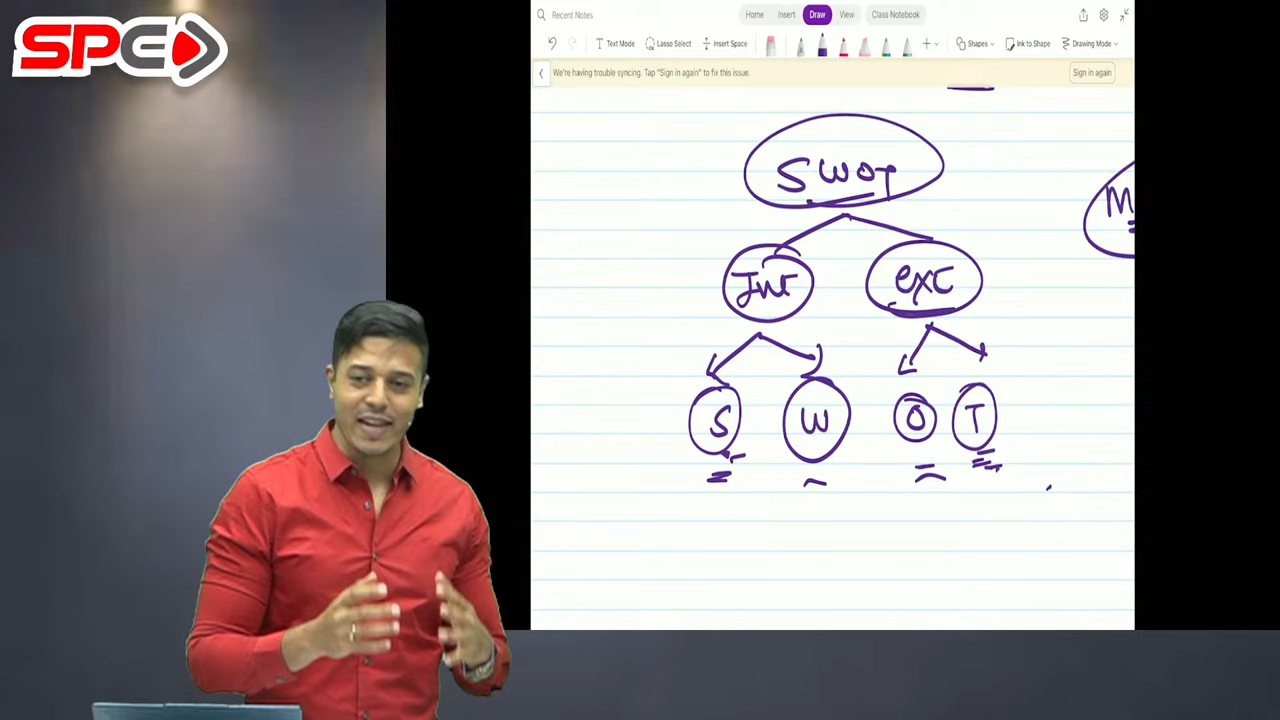 SPE
Recent Notes
Home Insert Draw View Class Notebook
Text Mode Lasso Select Insert Space Shapes Ink to Shape Drawing Mode
We're having trouble syncing. Tap "Sign in again" to fix this issue. Sign in again
SWOT
M
Int ext
S W O T